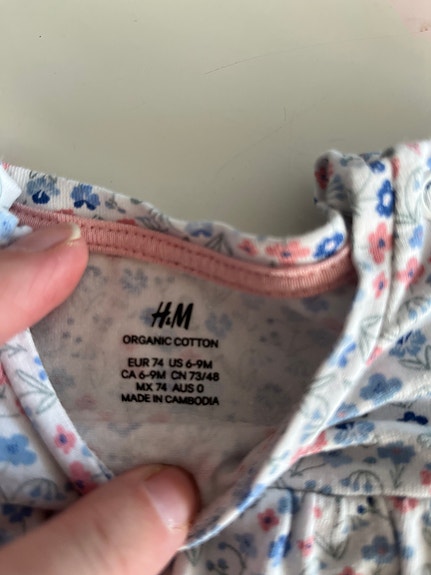 H&M
ORGANIC COTTON
EUR 74 US 6-9M
CA 6-9M CN 73/48
MX 74 AUS 0
MADE IN CAMBODIA